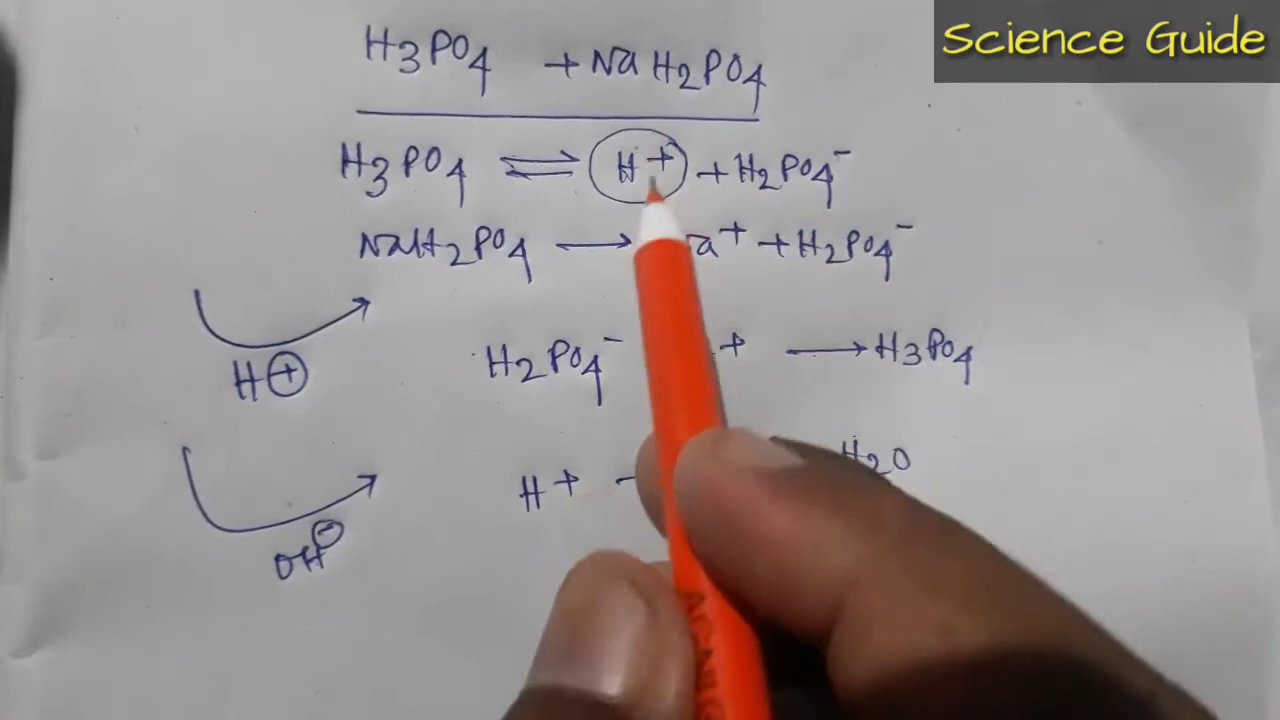 Science Guide
H3PO4 + NaH2PO4
H3PO4 ⇌ H+ + H2PO4-
NaH2PO4 ⟶ a+ + H2PO4-
H⊕
H2PO4- + ⟶ H3PO4
H+ - H2O
OH⊖